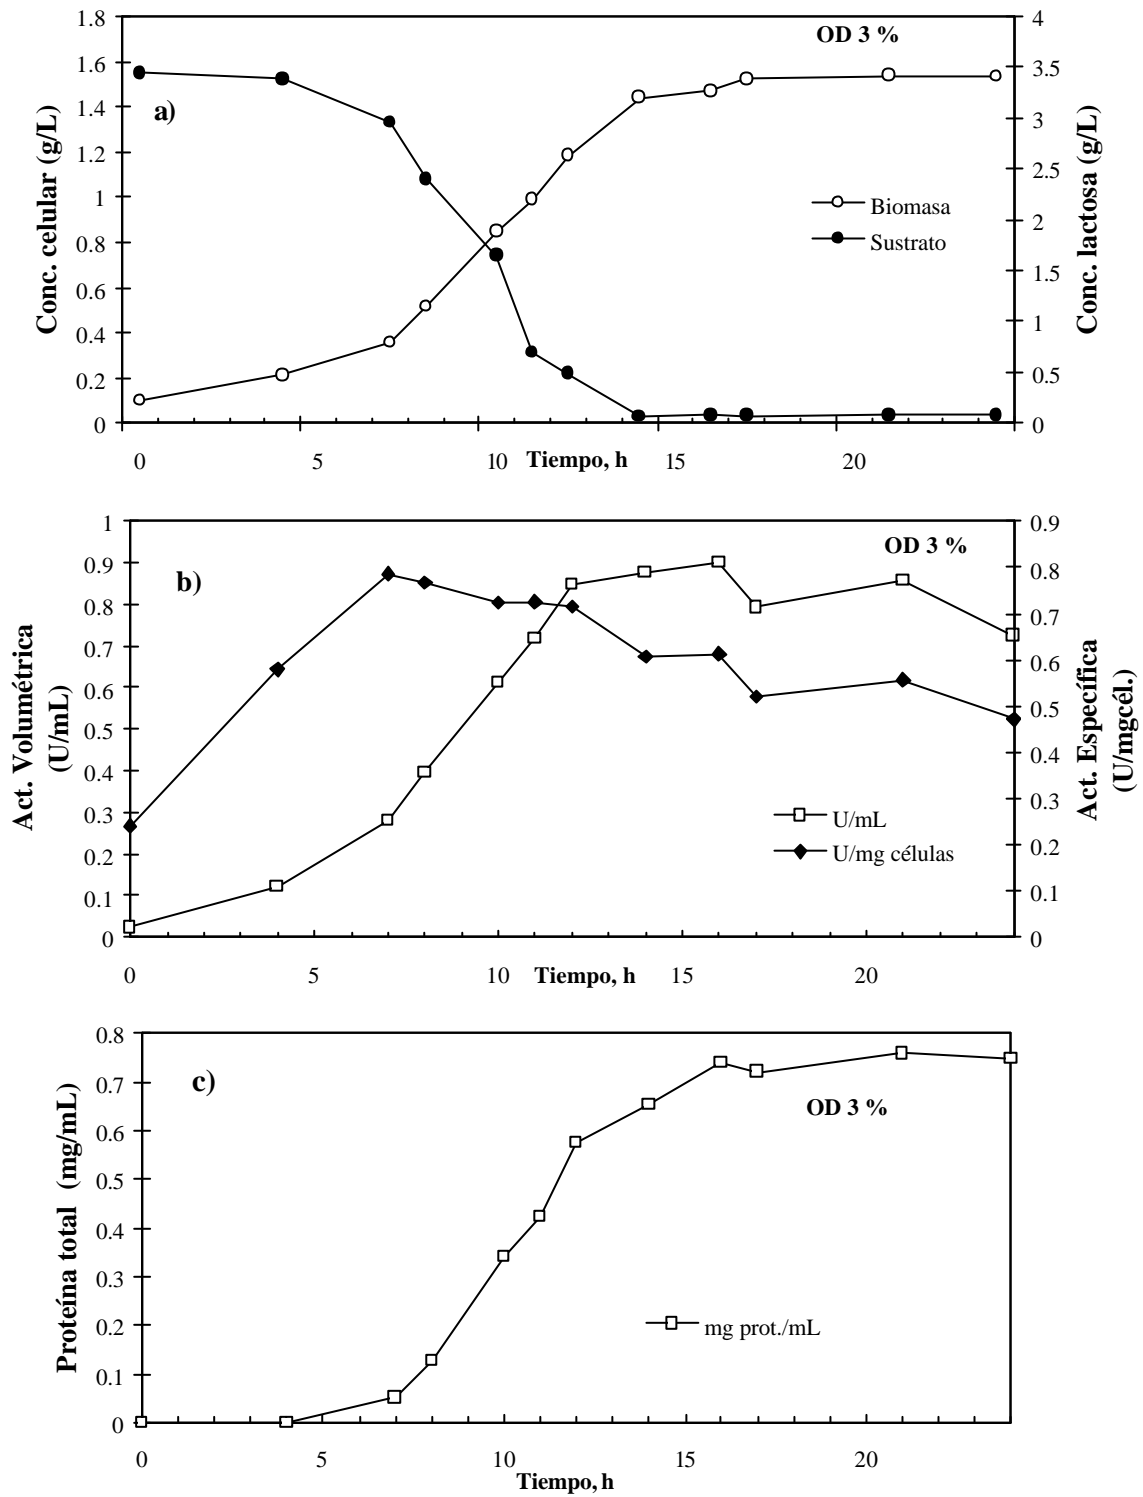 OD 3 %
a)
Conc. celular (g/L)
1.8
1.6
1.4
1.2
1
0.8
0.6
0.4
0.2
0
Conc. lactosa (g/L)
4
3.5
3
2.5
2
1.5
1
0.5
0
Biomasa
Sustrato
0 5 10 15 20
Tiempo, h
OD 3 %
b)
Act. Volumétrica
(U/mL)
1
0.9
0.8
0.7
0.6
0.5
0.4
0.3
0.2
0.1
0
Act. Específica
(U/mgcél.)
0.9
0.8
0.7
0.6
0.5
0.4
0.3
0.2
0.1
0
U/mL
U/mg células
0 5 10 15 20
Tiempo, h
c)
OD 3 %
Proteína total (mg/mL)
0.8
0.7
0.6
0.5
0.4
0.3
0.2
0.1
0
mg prot./mL
0 5 10 15 20
Tiempo, h